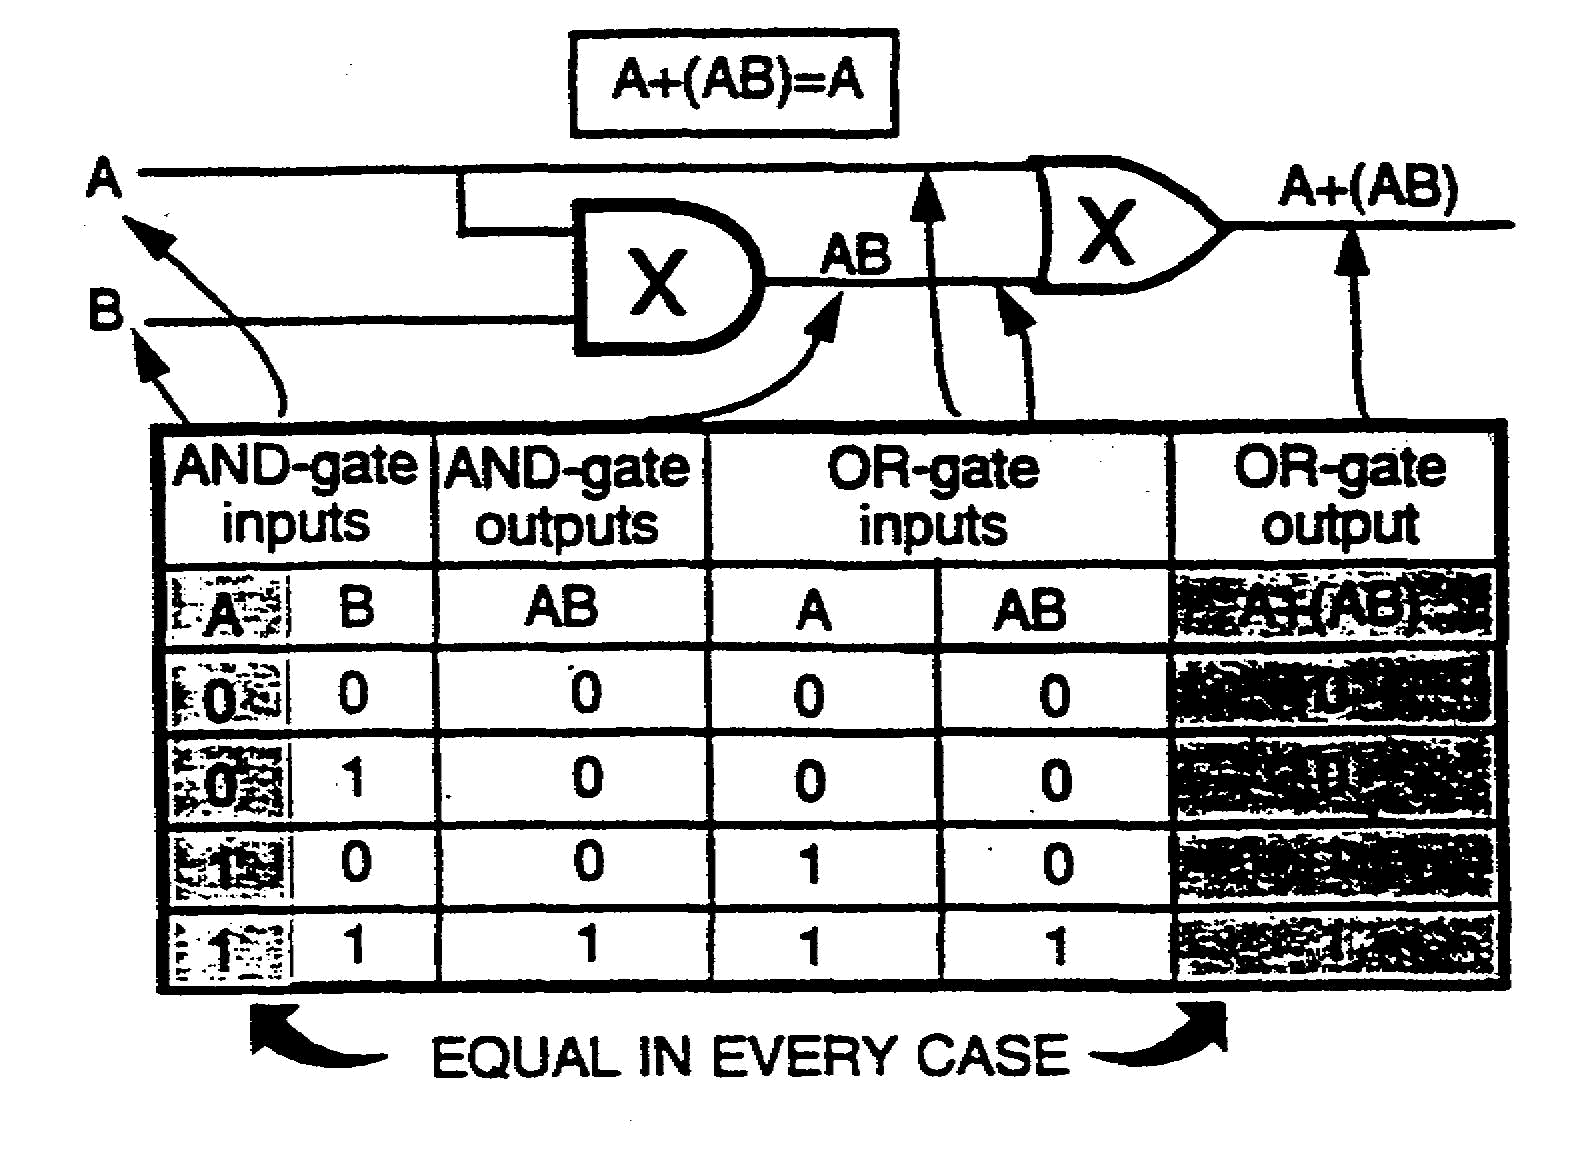 A+(AB)=A
A
A+(AB)
X
X
AB
B
AND-gate inputs
AND-gate outputs
OR-gate inputs
OR-gate output
A B AB A AB A+(AB)
0 0 0 0 0 0
0 1 0 0 0 0
1 0 0 1 0 1
1 1 1 1 1 1
EQUAL IN EVERY CASE